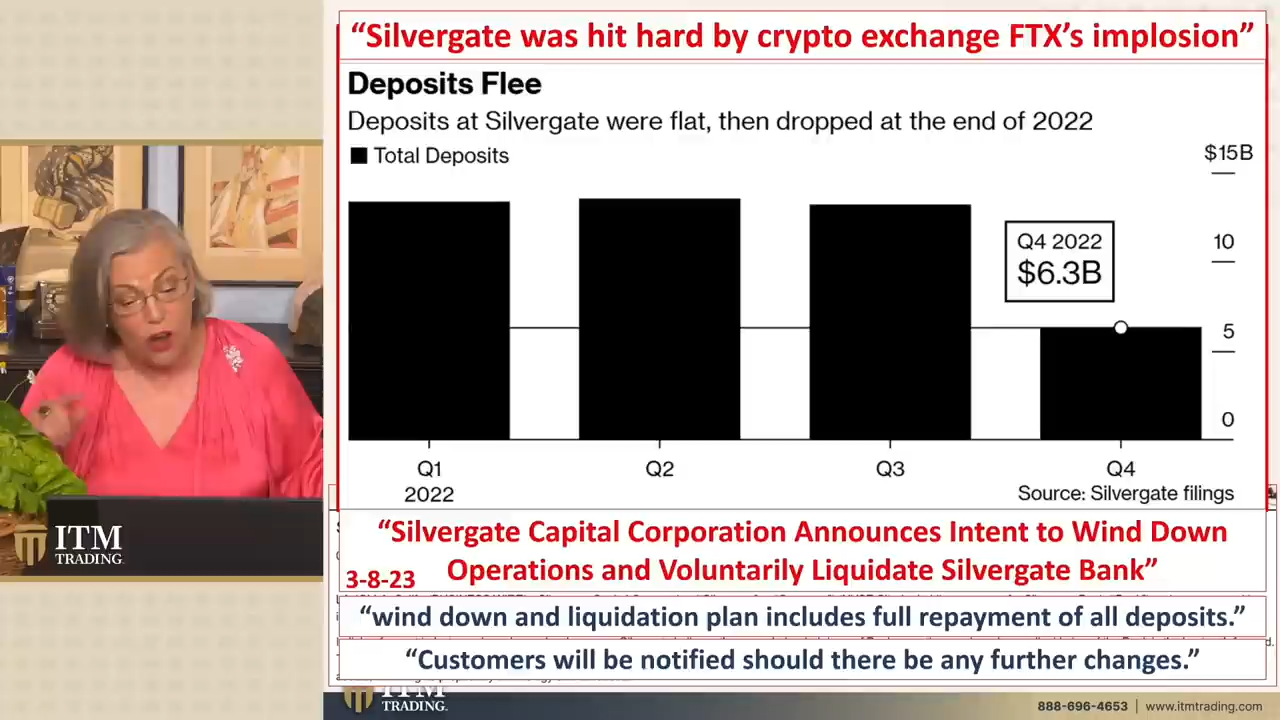 “Silvergate was hit hard by crypto exchange FTX’s implosion”
Deposits Flee
Deposits at Silvergate were flat, then dropped at the end of 2022
Total Deposits
$15B
10
5
0
Q4 2022
$6.3B
Q1
2022
Q2
Q3
Q4
Source: Silvergate filings
“Silvergate Capital Corporation Announces Intent to Wind Down
Operations and Voluntarily Liquidate Silvergate Bank”
3-8-23
“wind down and liquidation plan includes full repayment of all deposits.”
“Customers will be notified should there be any further changes.”
ITM
TRADING
ITM
TRADING
888-696-4653 | www.itmtrading.com